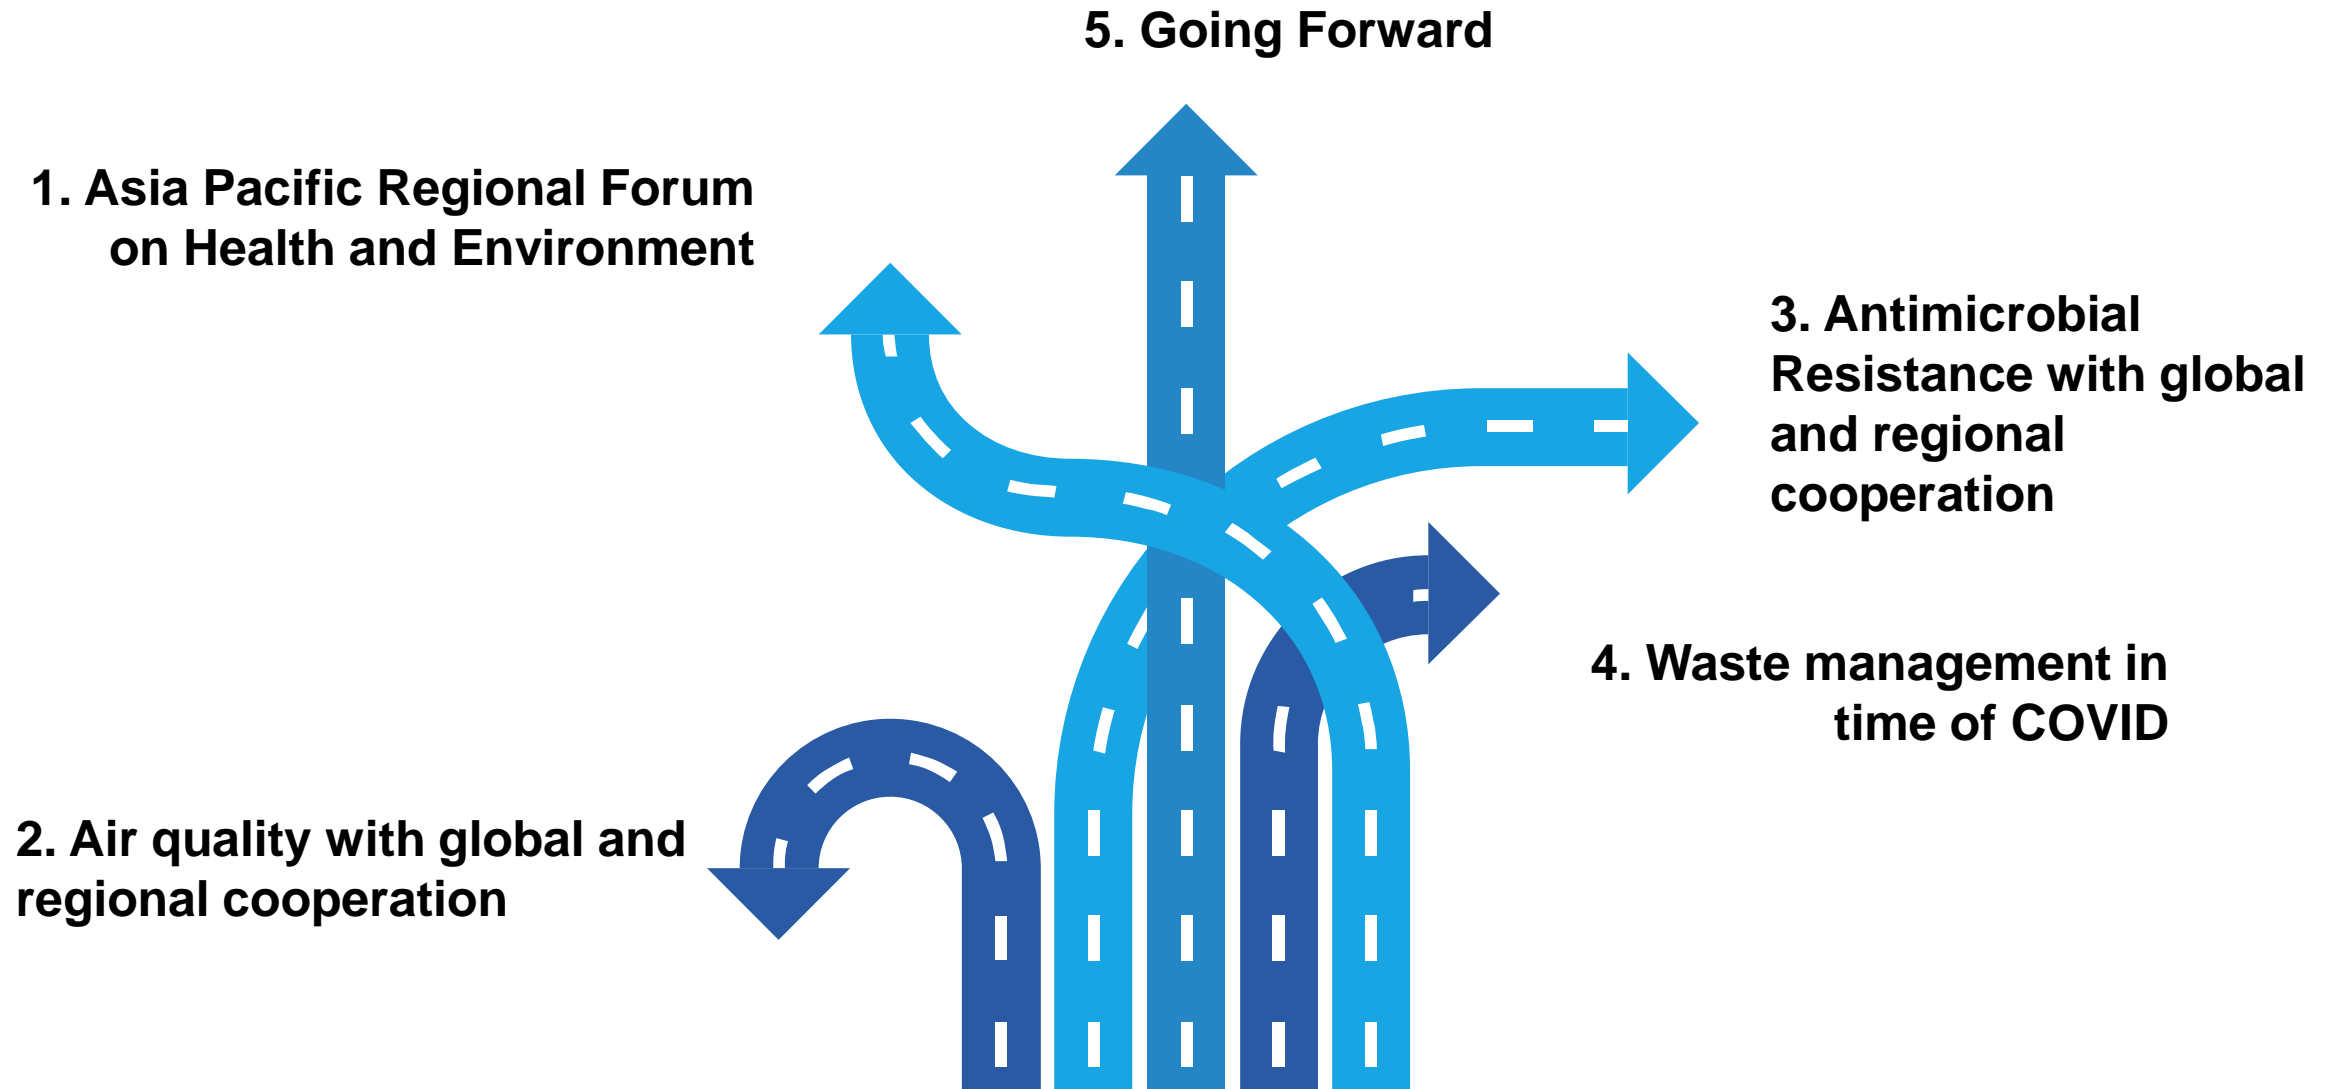 5. Going Forward
1. Asia Pacific Regional Forum
on Health and Environment
3. Antimicrobial
Resistance with global
and regional
cooperation
4. Waste management in
time of COVID
2. Air quality with global and
regional cooperation